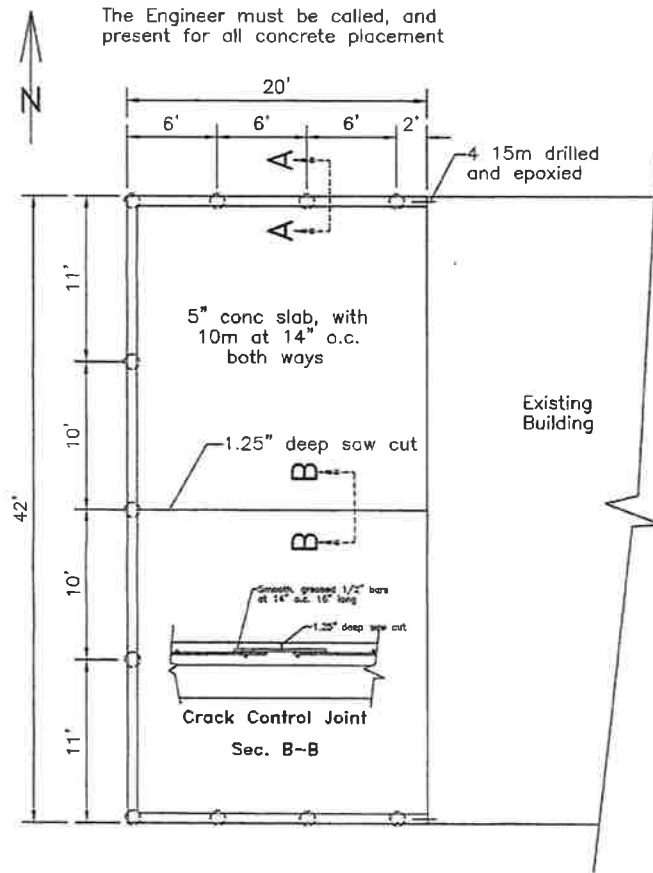 The Engineer must be called, and
present for all concrete placement
N
20'
6'
6'
6'
2'
4 15m drilled
and epoxied
A
A
11'
5" conc slab, with
10m at 14" o.c.
both ways
Existing
Building
10'
1.25" deep saw cut
B
B
42'
10'
Smooth, greased 1/2" bars
at 14" o.c. 16" long
1.25" deep saw cut
Crack Control Joint
Sec. B-B
11'